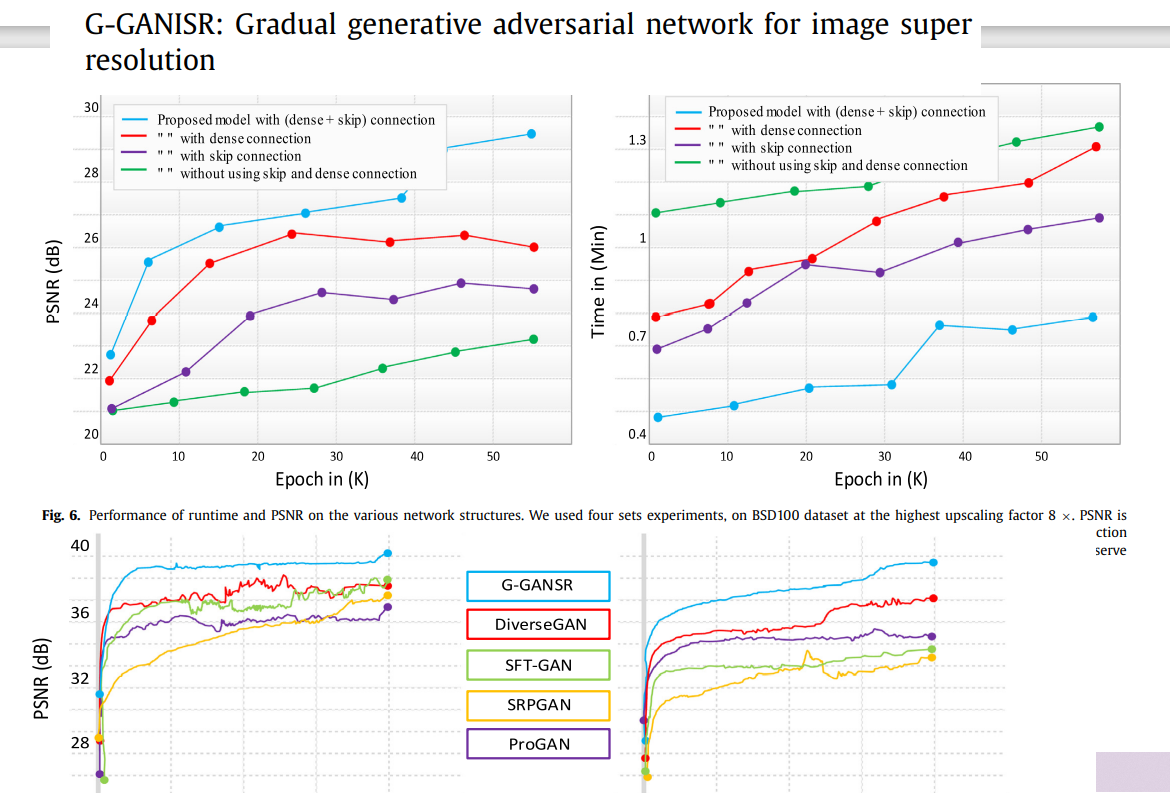 G-GANISR: Gradual generative adversarial network for image super
resolution
30
28
26
24
22
20
PSNR (dB)
Proposed model with (dense + skip) connection
" " with dense connection
" " with skip connection
" " without using skip and dense connection
0 10 20 30 40 50
Epoch in (K)
1.3
1
0.7
0.4
Time in (Min)
Proposed model with (dense + skip) connection
" " with dense connection
" " with skip connection
" " without using skip and dense connection
0 10 20 30 40 50
Epoch in (K)
Fig. 6. Performance of runtime and PSNR on the various network structures. We used four sets experiments, on BSD100 dataset at the highest upscaling factor 8 ×. PSNR is
ction
serve
40
36
32
28
PSNR (dB)
G-GANSR
DiverseGAN
SFT-GAN
SRPGAN
ProGAN